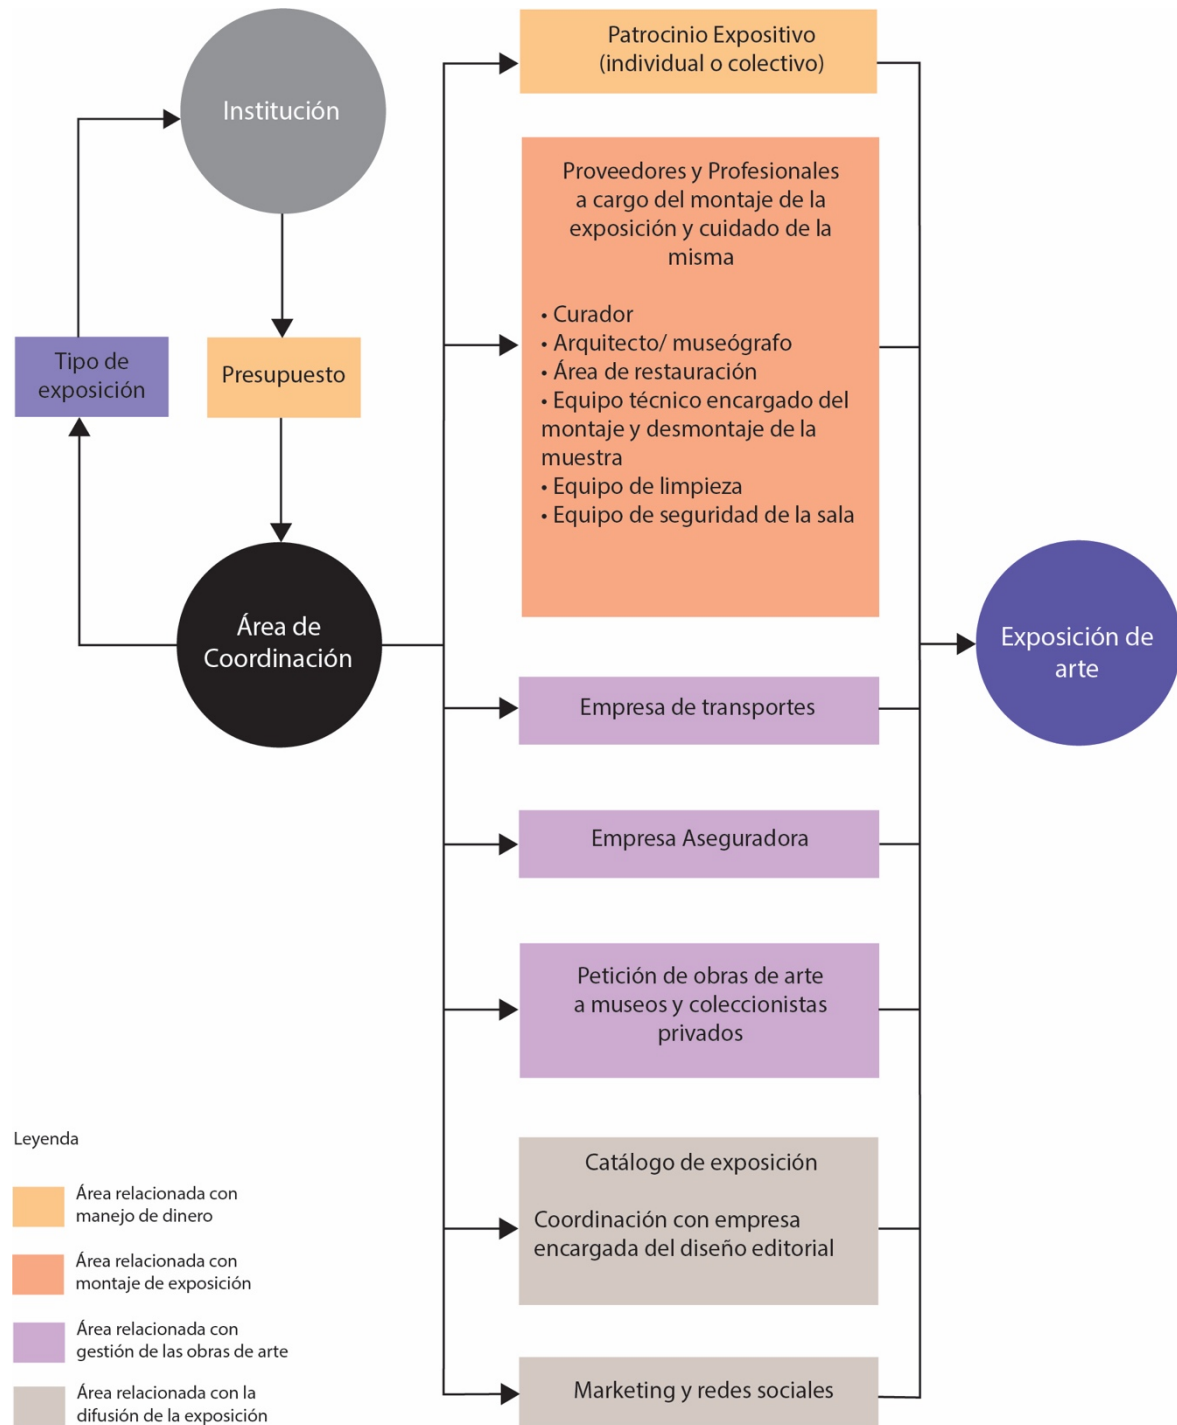 Institución
Tipo de
exposición
Presupuesto
Área de
Coordinación
Patrocinio Expositivo
(individual o colectivo)
Proveedores y Profesionales
a cargo del montaje de la
exposición y cuidado de la
misma
• Curador
• Arquitecto/ museógrafo
• Área de restauración
• Equipo técnico encargado del
montaje y desmontaje de la
muestra
• Equipo de limpieza
• Equipo de seguridad de la sala
Empresa de transportes
Empresa Aseguradora
Petición de obras de arte
a museos y coleccionistas
privados
Catálogo de exposición
Coordinación con empresa
encargada del diseño editorial
Marketing y redes sociales
Exposición de
arte
Leyenda
Área relacionada con
manejo de dinero
Área relacionada con
montaje de exposición
Área relacionada con
gestión de las obras de arte
Área relacionada con la
difusión de la exposición